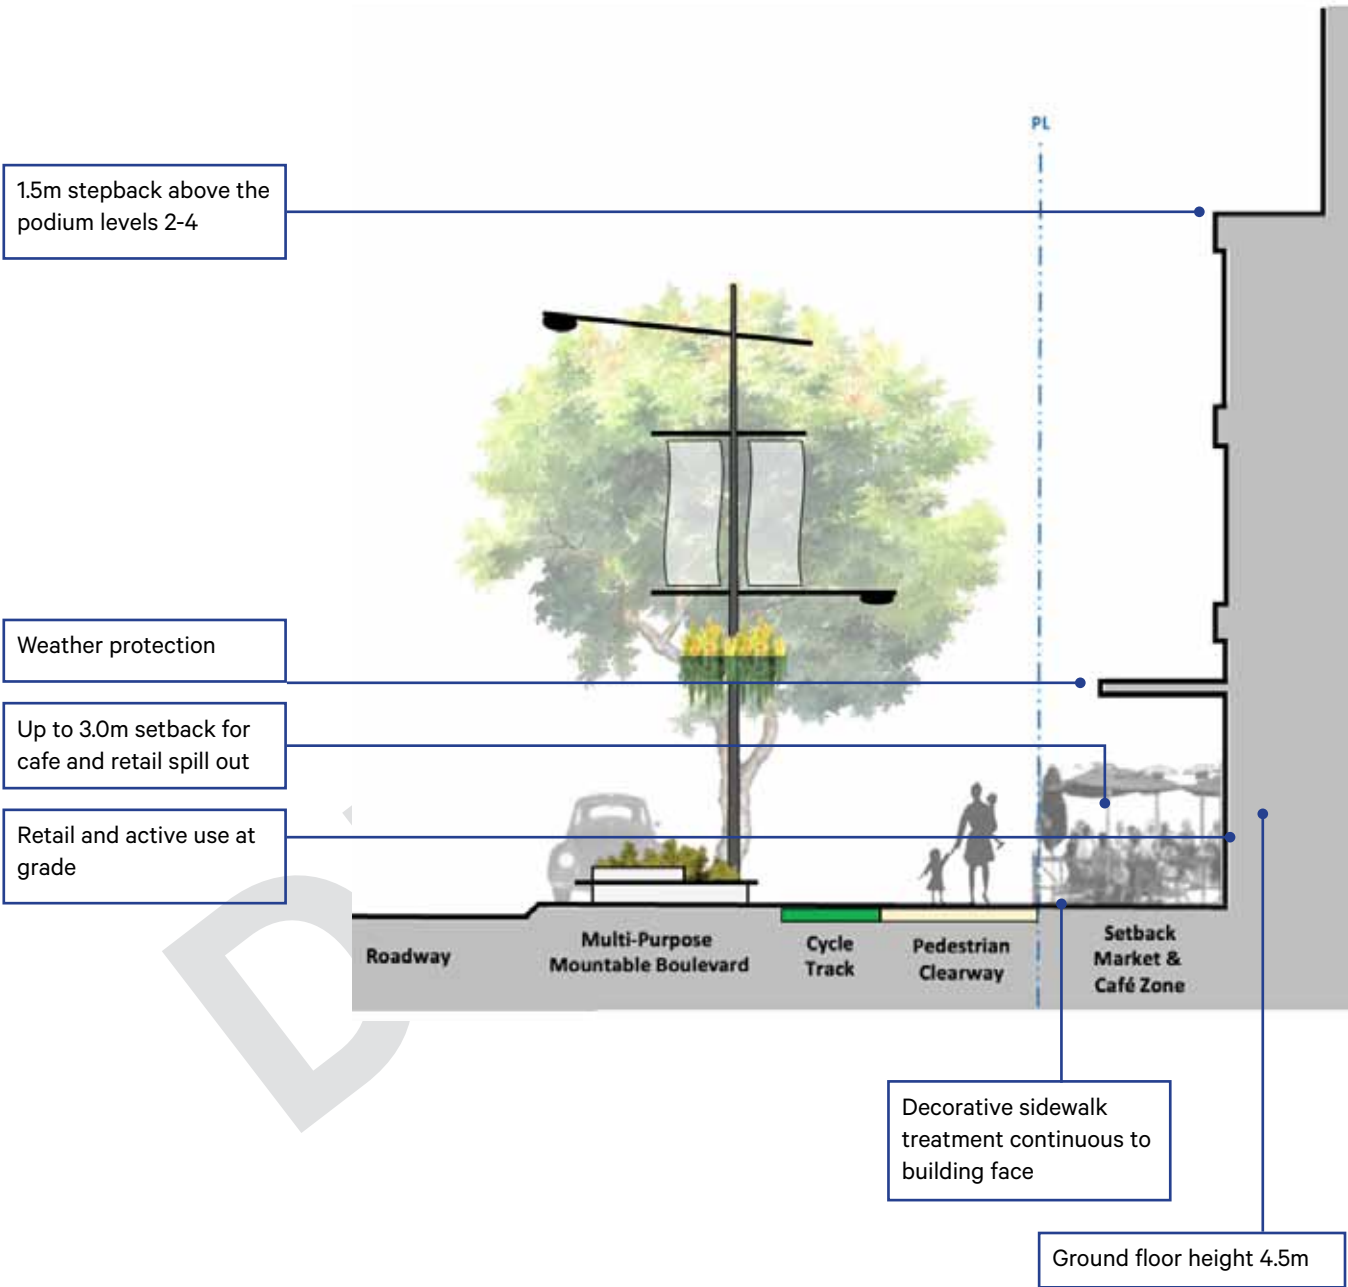 PL
1.5m stepback above the
podium levels 2-4
Weather protection
Up to 3.0m setback for
cafe and retail spill out
Retail and active use at
grade
Roadway
Multi-Purpose
Mountable Boulevard
Cycle
Track
Pedestrian
Clearway
Setback
Market &
Café Zone
Decorative sidewalk
treatment continuous to
building face
Ground floor height 4.5m